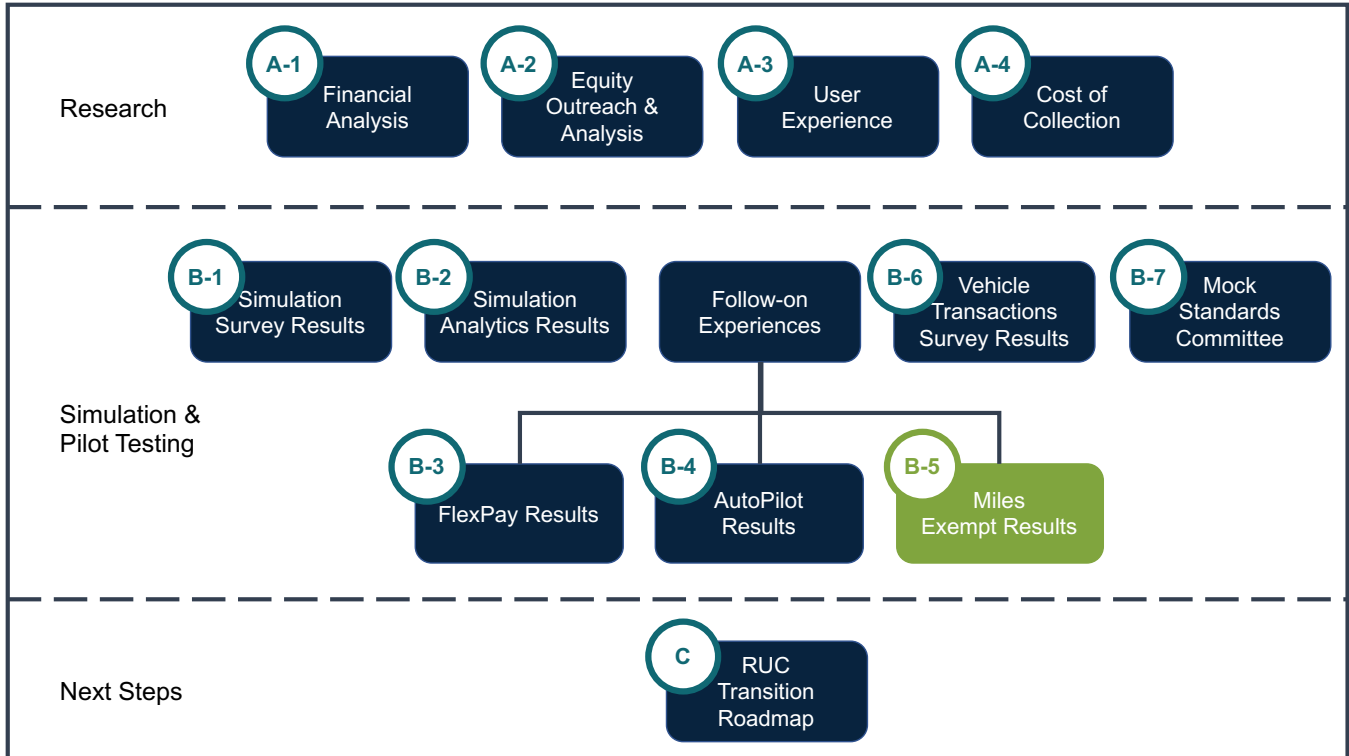 Research
A-1
Financial
Analysis
A-2
Equity
Outreach &
Analysis
A-3
User
Experience
A-4
Cost of
Collection
Simulation &
Pilot Testing
B-1
Simulation
Survey Results
B-2
Simulation
Analytics Results
Follow-on
Experiences
B-6
Vehicle
Transactions
Survey Results
B-7
Mock
Standards
Committee
B-3
FlexPay Results
B-4
AutoPilot
Results
B-5
Miles
Exempt Results
Next Steps
C
RUC
Transition
Roadmap